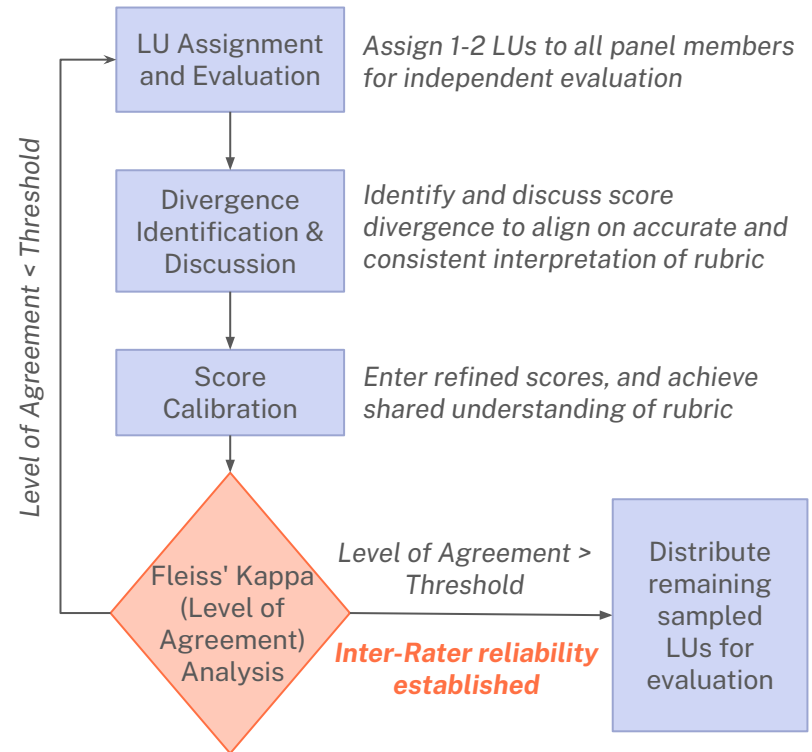 LU Assignment
and Evaluation
Assign 1-2 LUs to all panel members
for independent evaluation
Level of Agreement < Threshold
Divergence
Identification &
Discussion
Identify and discuss score
divergence to align on accurate and
consistent interpretation of rubric
Score
Calibration
Enter refined scores, and achieve
shared understanding of rubric
Fleiss' Kappa
(Level of
Agreement)
Analysis
Level of Agreement >
Threshold
Inter-Rater reliability
established
Distribute
remaining
sampled
LUs for
evaluation